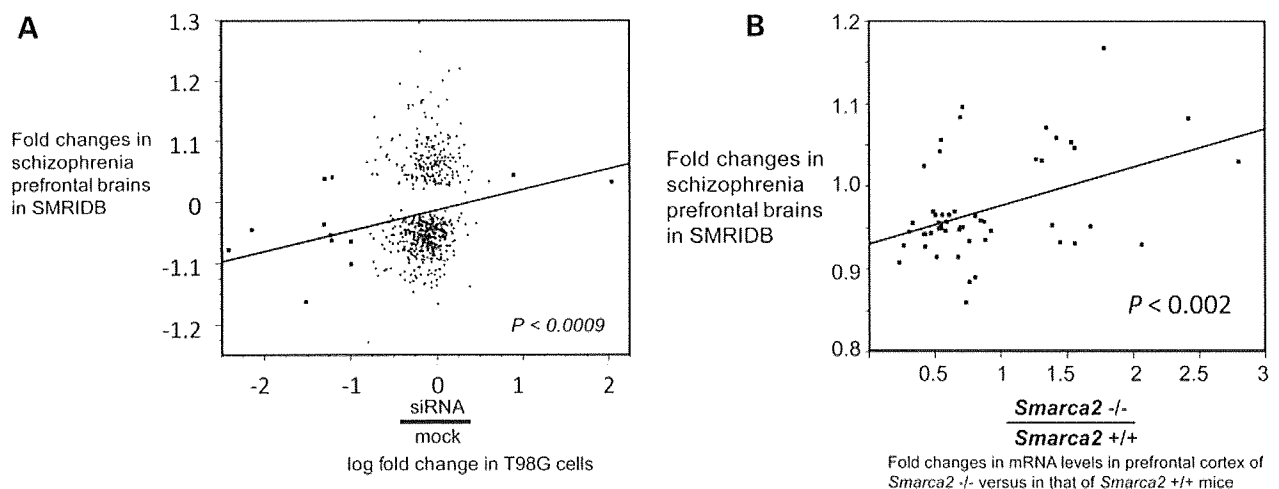 A
1.3
1.2
1.1
0
-1.1
-1.2
Fold changes in
schizophrenia
prefrontal brains
in SMRIDB
P < 0.0009
-2
-1
0
1
2
siRNA
mock
log fold change in T98G cells
B
1.2
1.1
1.0
0.9
0.8
Fold changes in
schizophrenia
prefrontal brains
in SMRIDB
P < 0.002
0.5
1
1.5
2
2.5
3
Smarca2 -/-
Smarca2 +/+
Fold changes in mRNA levels in prefrontal cortex of
Smarca2 -/- versus in that of Smarca2 +/+ mice